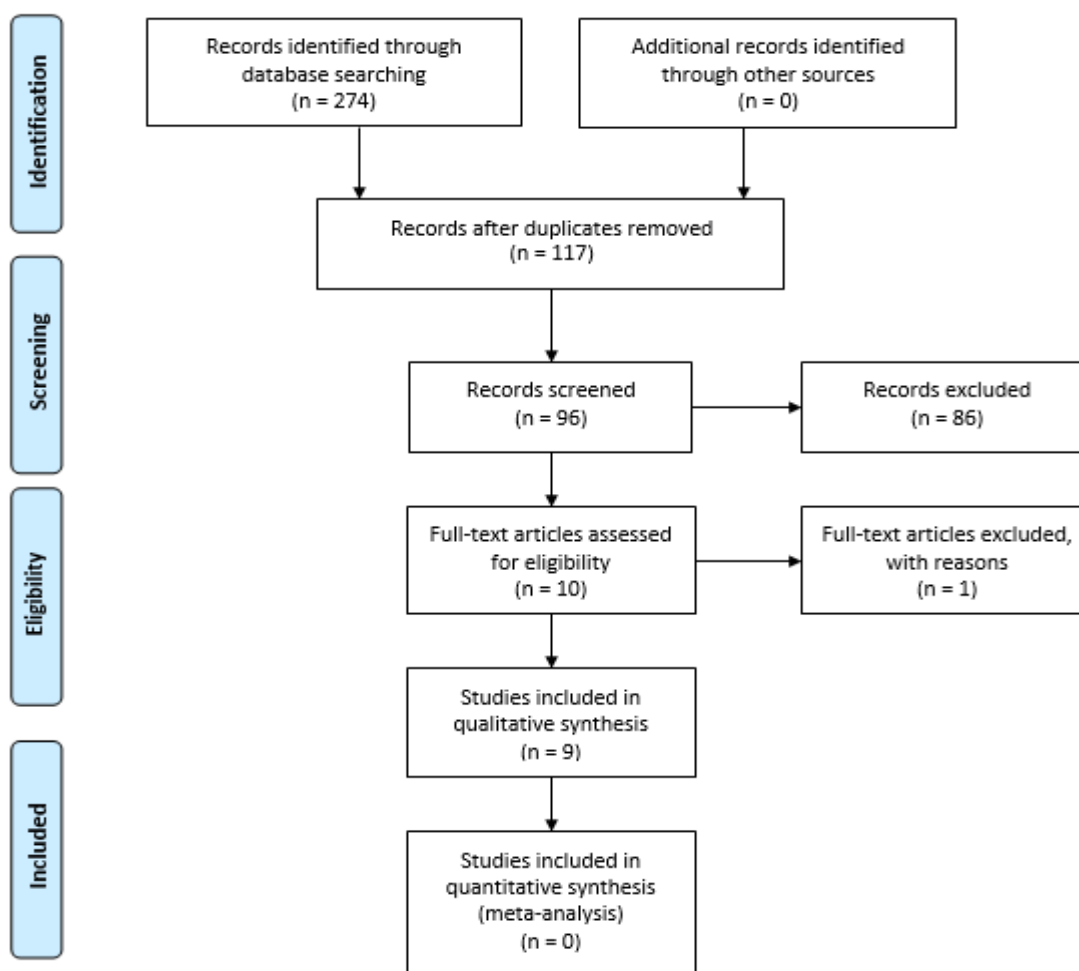 Identification
Records identified through
database searching
(n = 274)
Additional records identified
through other sources
(n = 0)
Records after duplicates removed
(n = 117)
Screening
Records screened
(n = 96)
Records excluded
(n = 86)
Eligibility
Full-text articles assessed
for eligibility
(n = 10)
Full-text articles excluded,
with reasons
(n = 1)
Studies included in
qualitative synthesis
(n = 9)
Included
Studies included in
quantitative synthesis
(meta-analysis)
(n = 0)